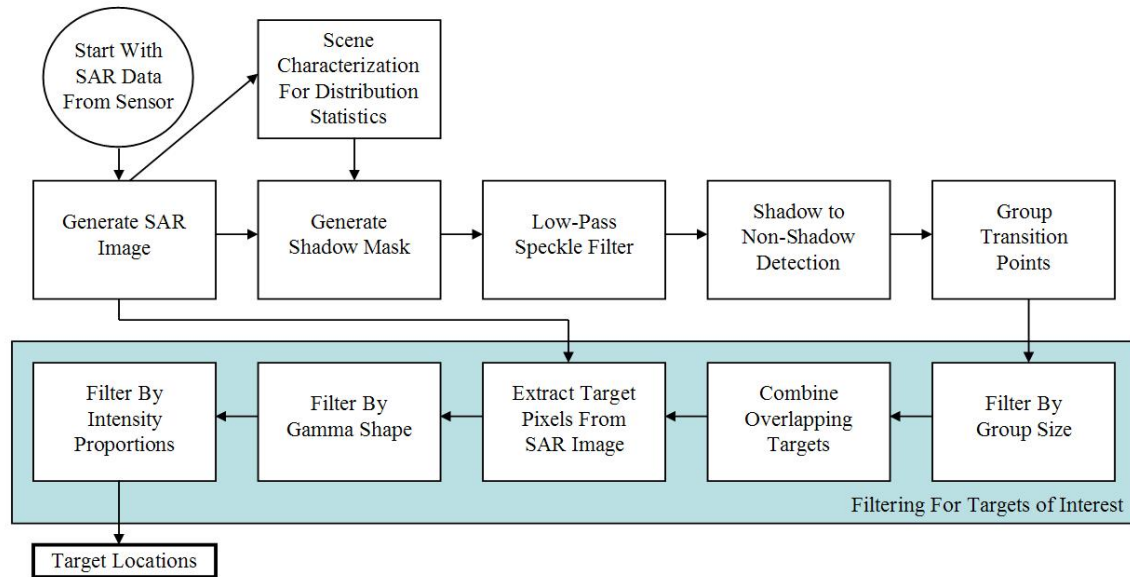 Start With
SAR Data
From Sensor
Scene
Characterization
For Distribution
Statistics
Generate SAR
Image
Generate
Shadow Mask
Low-Pass
Speckle Filter
Shadow to
Non-Shadow
Detection
Group
Transition
Points
Filter By
Intensity
Proportions
Filter By
Gamma Shape
Extract Target
Pixels From
SAR Image
Combine
Overlapping
Targets
Filter By
Group Size
Filtering For Targets of Interest
Target Locations